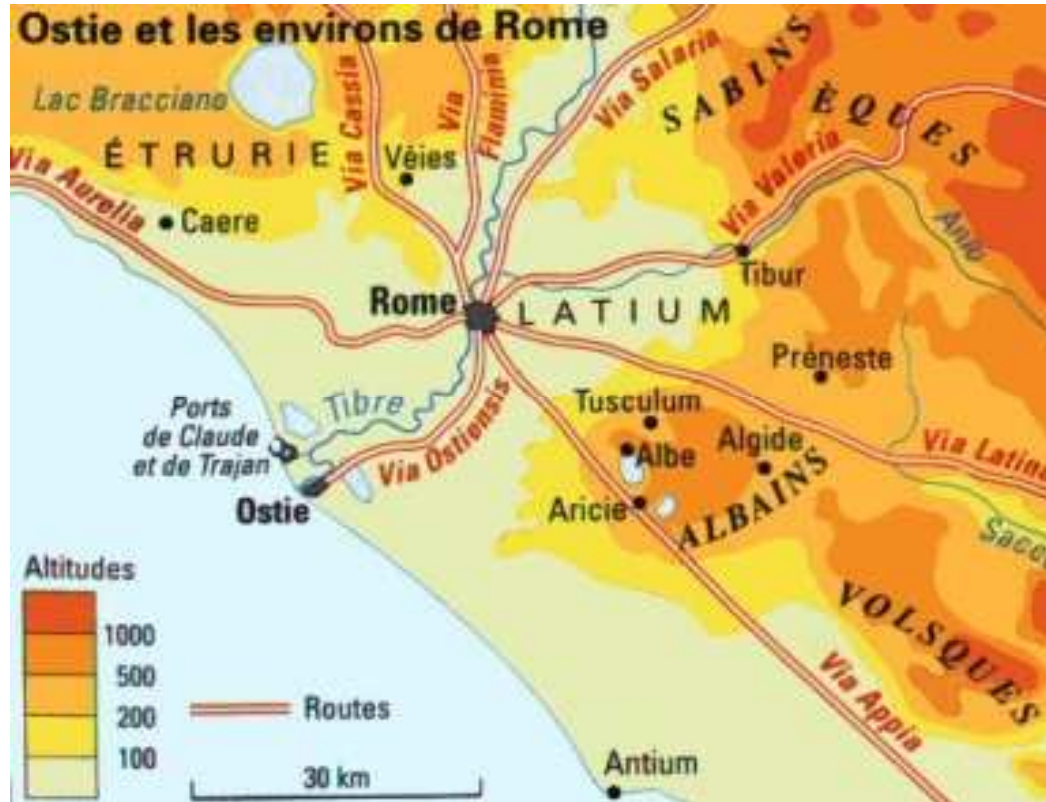 Ostie et les environs de Rome
Lac Bracciano
ÉTRURIE
Via Cassia
Via
Flaminia
Via Salaria
SABINS
ÈQUES
Via Aurelia
Véies
Via Valeria
Caere
Anio
Tibur
Rome
LATIUM
Préneste
Ports
de Claude
et de Trajan
Tibre
Via Ostiensis
Tusculum
Albe
Algide
Via Latina
Ostie
Aricie
ALBAINS
Sacco
Altitudes
1000
500
200
100
VOLSQUES
Via Appia
Routes
30 km
Antium